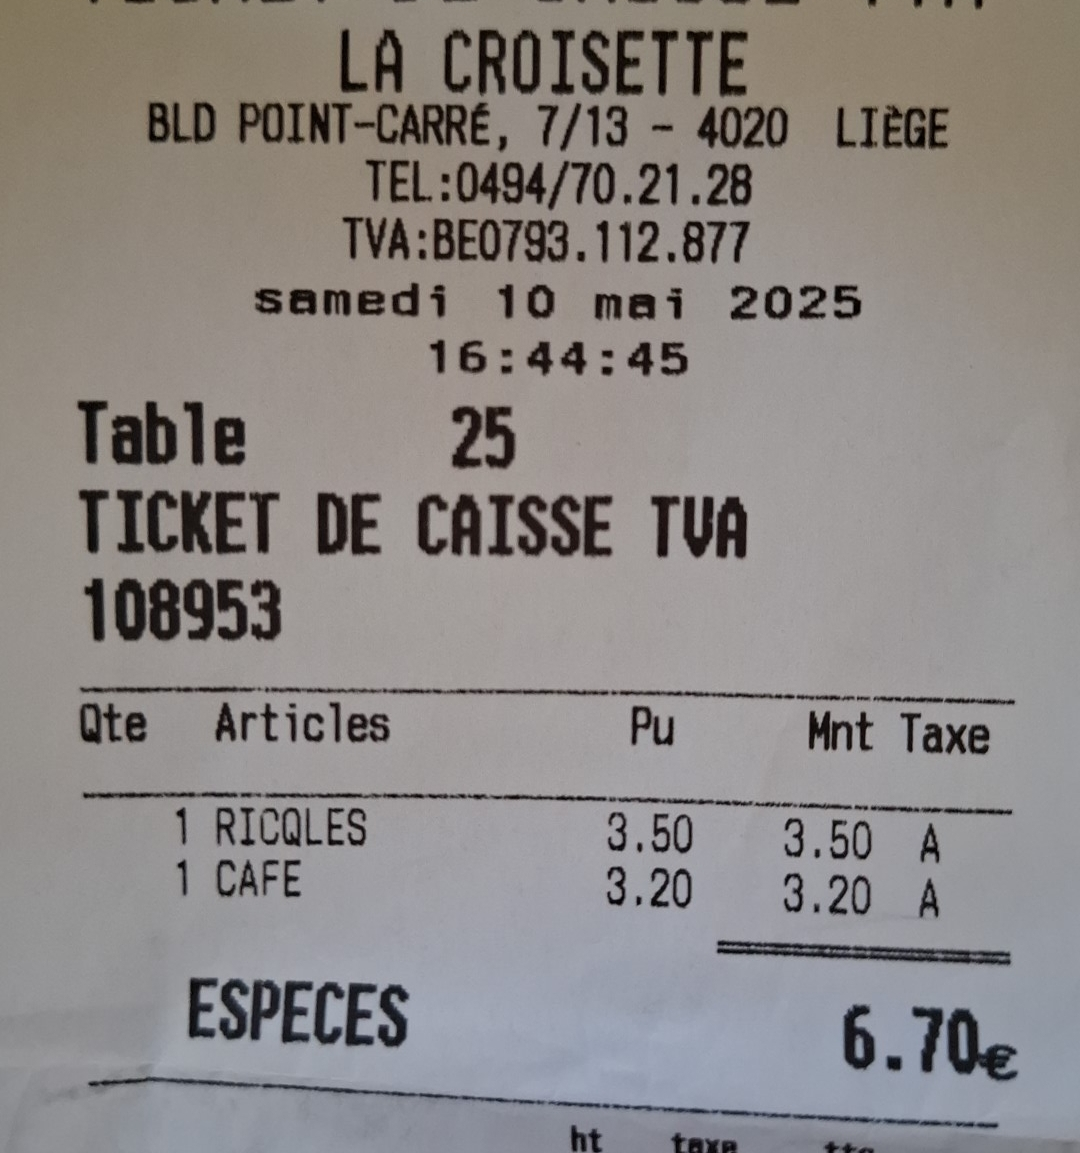 LA CROISETTE
BLD POINT-CARRÉ, 7/13 - 4020 LIÈGE
TEL:0494/70.21.28
TVA:BE0793.112.877
samedi 10 mai 2025
16:44:45
Table 25
TICKET DE CAISSE TVA
108953
Qte Articles Pu Mnt Taxe
1 RICQLES 3.50 3.50 A
1 CAFE 3.20 3.20 A
ESPECES 6.70€
ht taxe